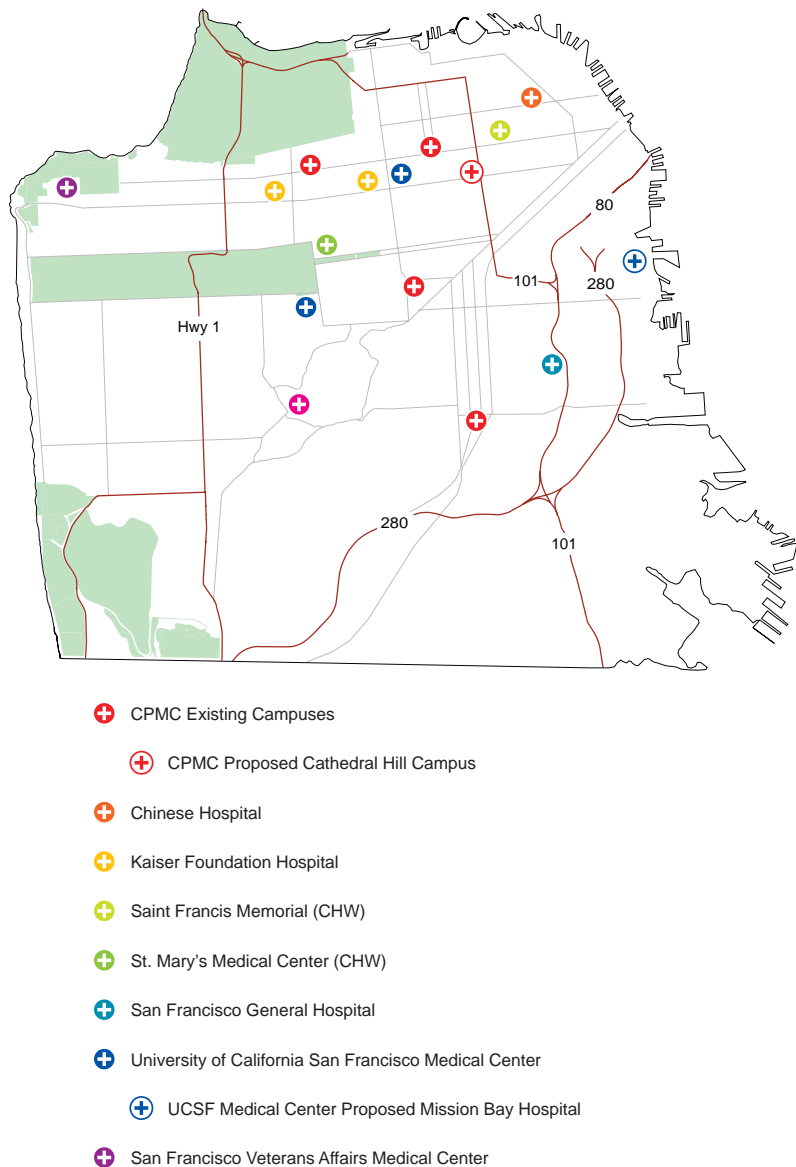 80
101
280
Hwy 1
280
101
CPMC Existing Campuses
CPMC Proposed Cathedral Hill Campus
Chinese Hospital
Kaiser Foundation Hospital
Saint Francis Memorial (CHW)
St. Mary's Medical Center (CHW)
San Francisco General Hospital
University of California San Francisco Medical Center
UCSF Medical Center Proposed Mission Bay Hospital
San Francisco Veterans Affairs Medical Center